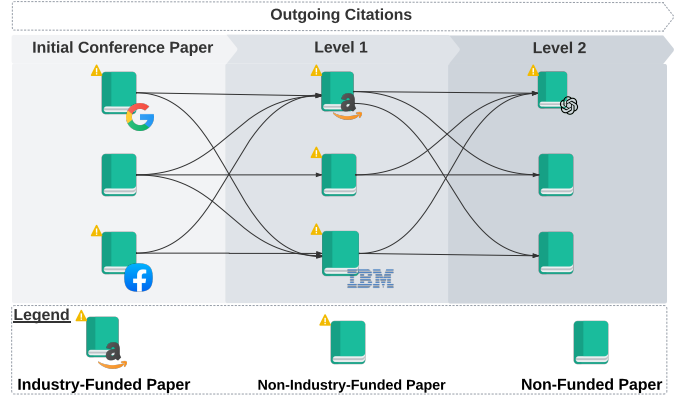 Outgoing Citations
Initial Conference Paper
Level 1
Level 2
G
a
a
f
IBM
Legend
a
Industry-Funded Paper
Non-Industry-Funded Paper
Non-Funded Paper